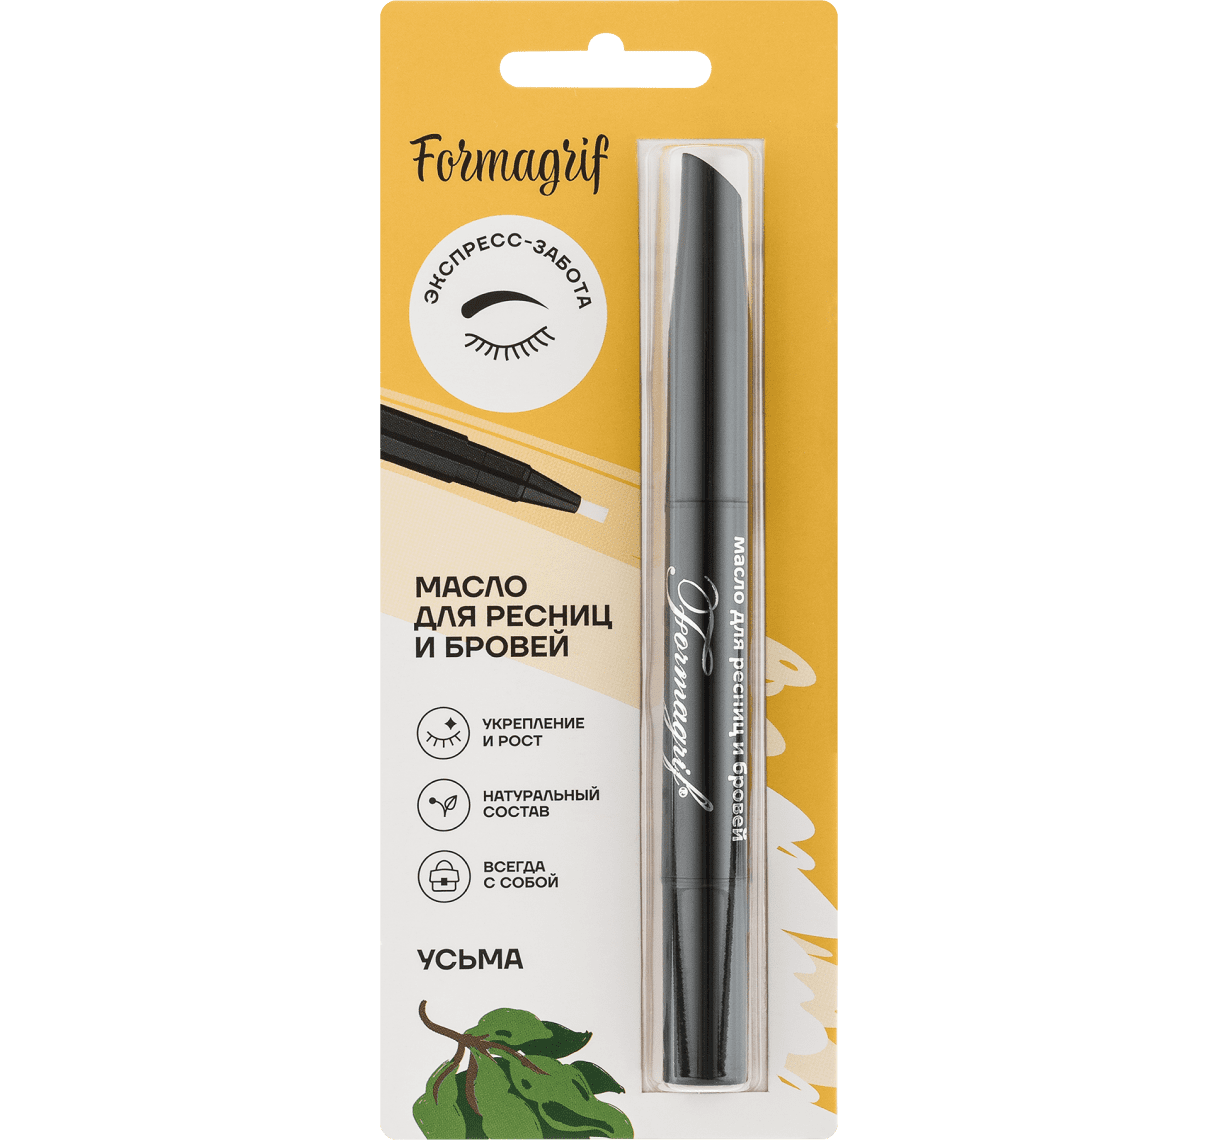 Formagrif
ЭКСПРЕСС-ЗАБОТА
МАСЛО
ДЛЯ РЕСНИЦ
И БРОВЕЙ
УКРЕПЛЕНИЕ
И РОСТ
НАТУРАЛЬНЫЙ
СОСТАВ
ВСЕГДА
С СОБОЙ
УСЬМА
масло для ресниц и бровей
Formagrif®